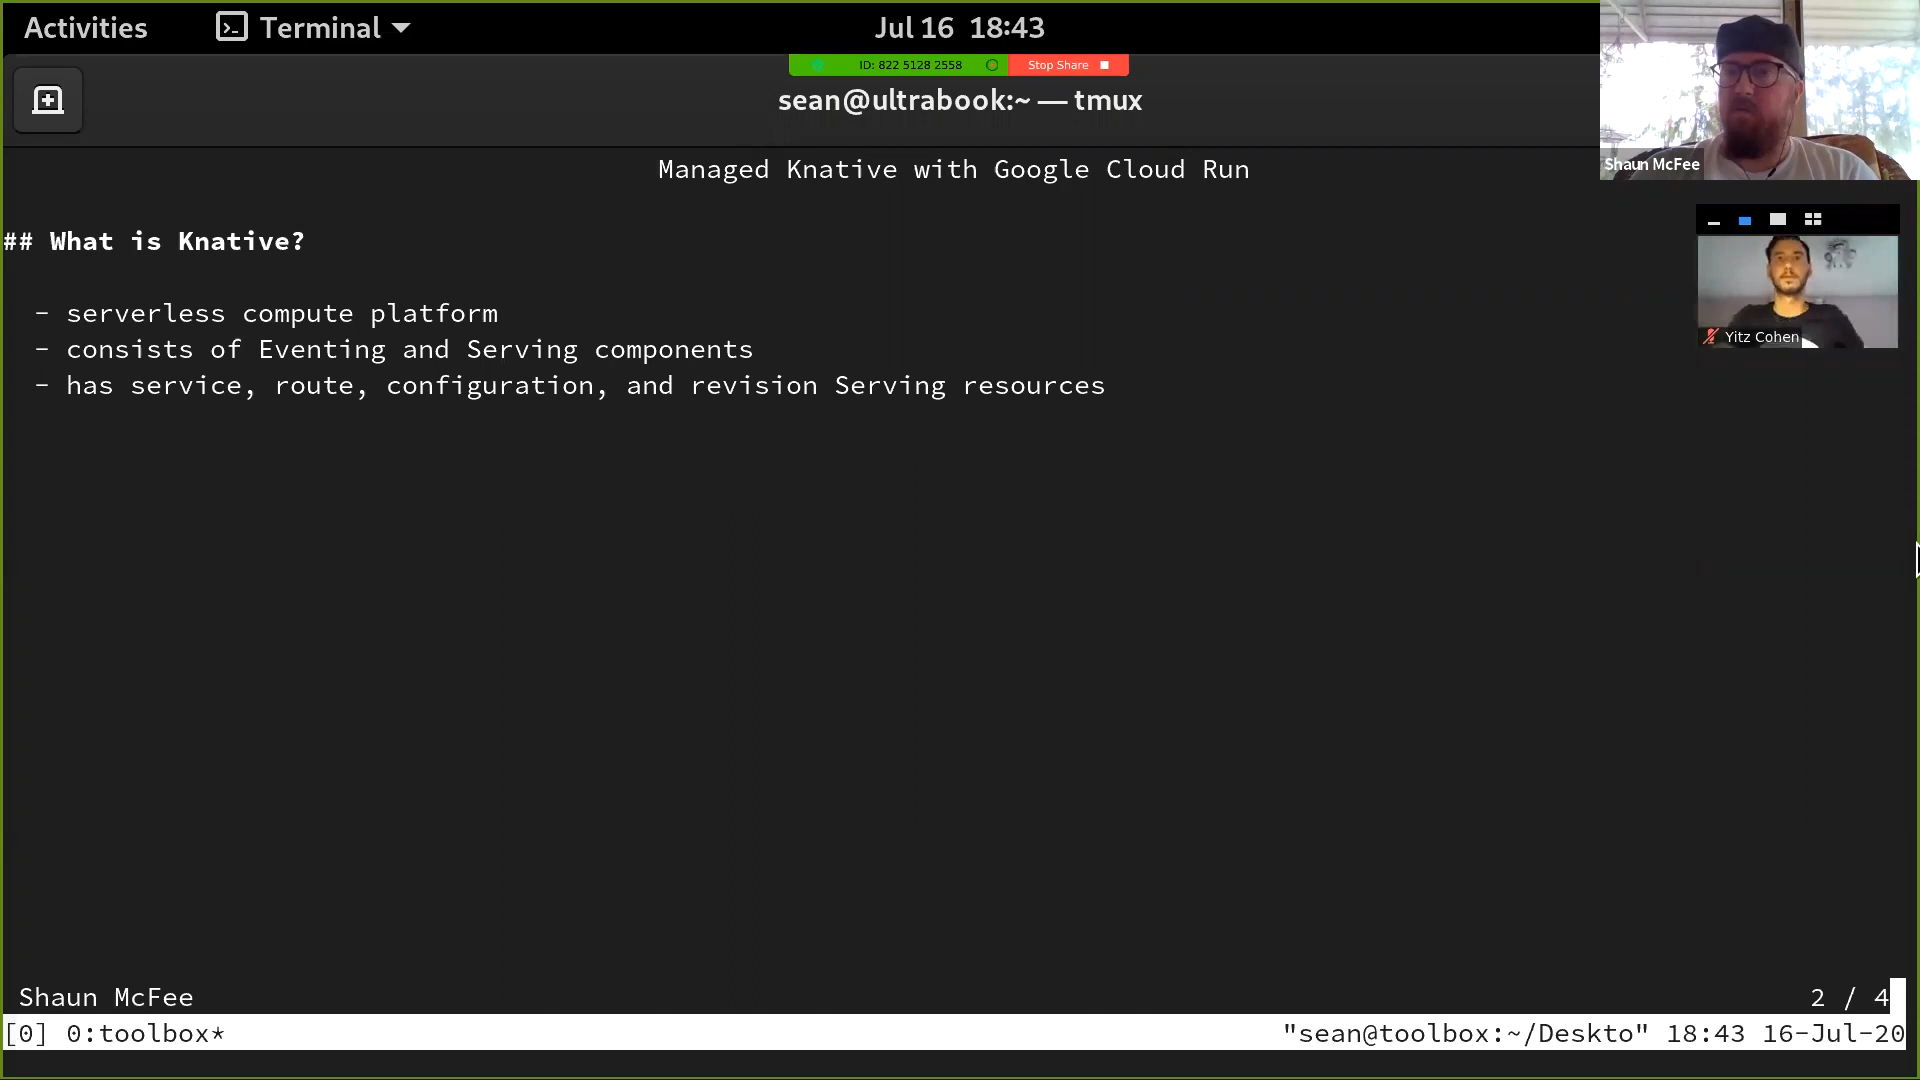 Activities
Terminal
Jul 16 18:43
ID: 822 5128 2558
Stop Share
sean@ultrabook:~ — tmux
Shaun McFee
Managed Knative with Google Cloud Run
## What is Knative?
Yitz Cohen
- serverless compute platform
- consists of Eventing and Serving components
- has service, route, configuration, and revision Serving resources
Shaun McFee
2 / 4
[0] 0:toolbox*
"sean@toolbox:~/Deskto" 18:43 16-Jul-20